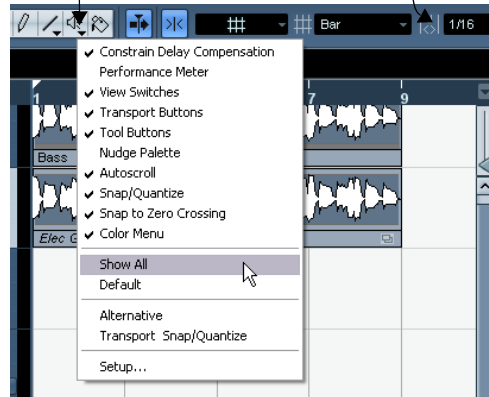 Bar 1/16
Constrain Delay Compensation
Performance Meter
View Switches
Transport Buttons
Tool Buttons
Nudge Palette
Autoscroll
Snap/Quantize
Snap to Zero Crossing
Color Menu
Show All
Default
Alternative
Transport Snap/Quantize
Setup...
1 7 9
Bass
Elec G